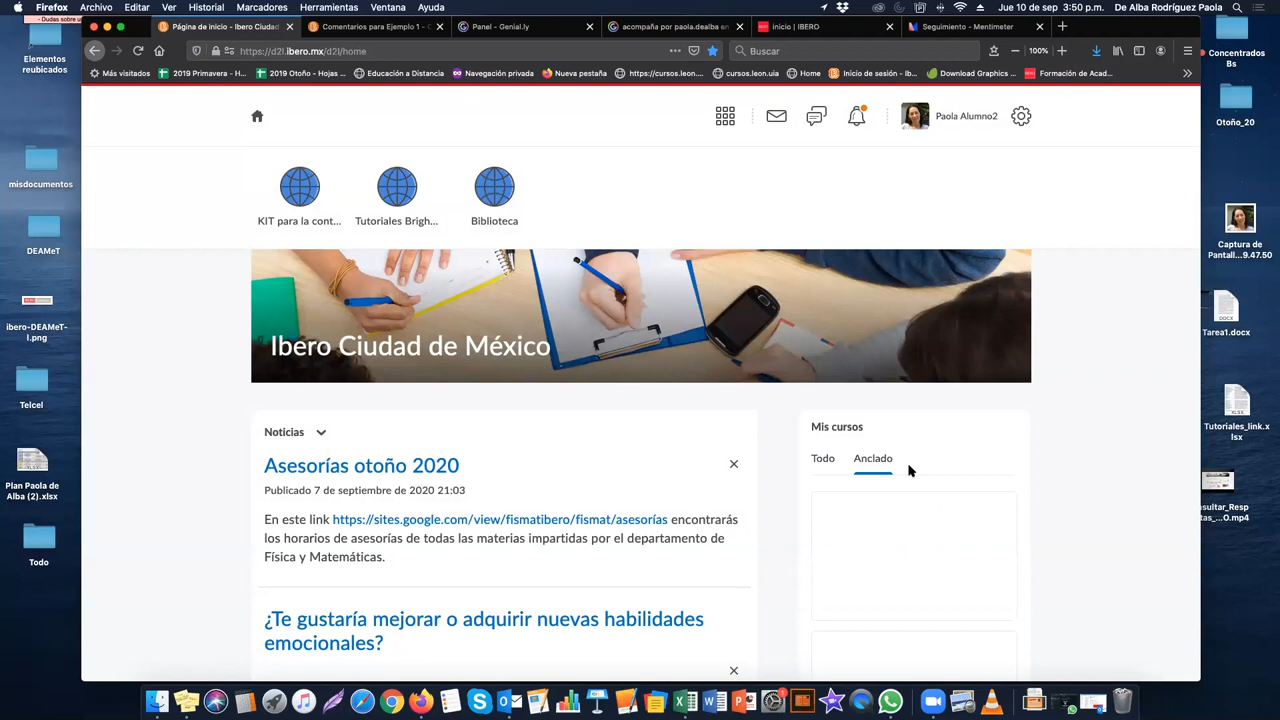 Firefox Archivo Editar Ver Historial Marcadores Herramientas Ventana Ayuda
Jue 10 de sep 3:50 p.m. De Alba Rodríguez Paola
Página de inicio - Ibero Ciudad
Comentarios para Ejemplo 1 - C
Panel - Genial.ly
acompaña por paola.dealba en
inicio | IBERO
Seguimiento - Mentimeter
https://d2l.ibero.mx/d2l/home
Buscar
100%
Más visitados
2019 Primavera - H...
2019 Otoño - Hojas ...
Educación a Distancia
Navegación privada
Nueva pestaña
https://cursos.leon....
cursos.leon.uia
Home
Inicio de sesión - Ib...
Download Graphics ...
Formación de Acad...
Paola Alumno2
KIT para la cont...
Tutoriales Brigh...
Biblioteca
Ibero Ciudad de México
Noticias
Asesorías otoño 2020
Publicado 7 de septiembre de 2020 21:03
En este link https://sites.google.com/view/fismatibero/fismat/asesorías encontrarás
los horarios de asesorías de todas las materias impartidas por el departamento de
Física y Matemáticas.
¿Te gustaría mejorar o adquirir nuevas habilidades
emocionales?
Mis cursos
Todo Anclado
Elementos
reubicados
misdocumentos
DEAMeT
ibero-DEAMeT-
I.png
Telcel
Plan Paola de
Alba (2).xlsx
Todo
Concentrados
Bs
Otoño_20
Captura de
Pantall...9.47.50
DOCX
Tarea1.docx
XLSX
Tutoriales_link.x
lsx